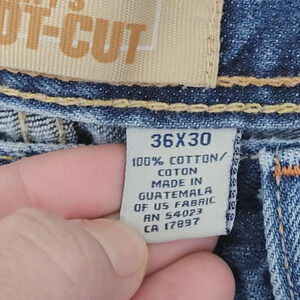 OT-CUT
36X30
100% COTTON/
COTON
MADE IN
GUATEMALA
OF US FABRIC
RN 54023
CA 17897